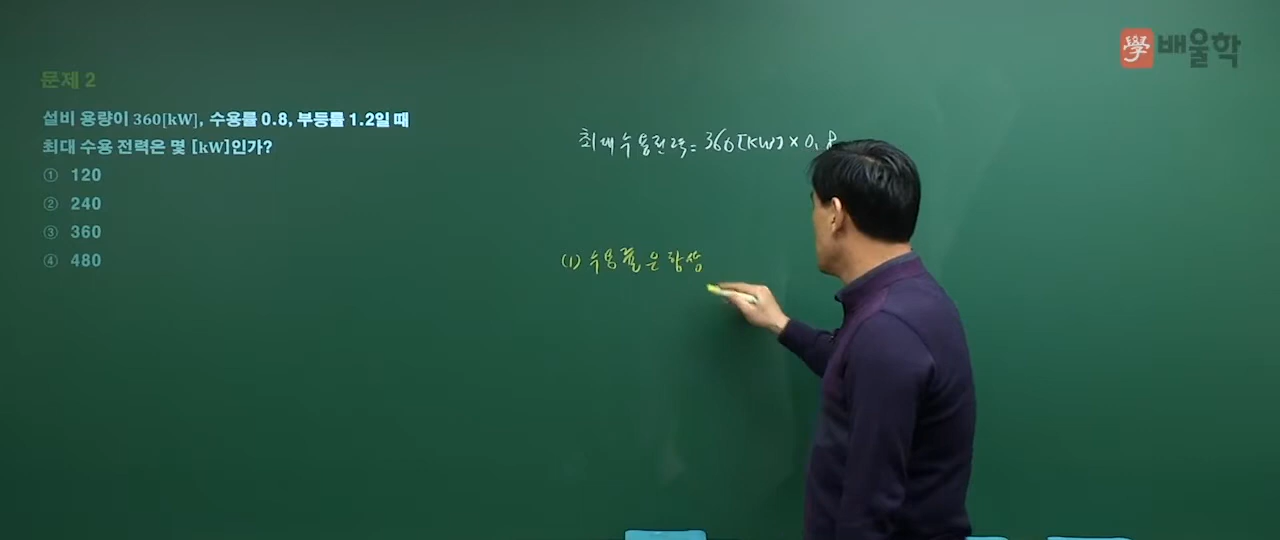 學 배울학
문제 2
설비 용량이 360[kW], 수용률 0.8, 부등률 1.2일 때
최대 수용 전력은 몇 [kW]인가?
① 120
② 240
③ 360
④ 480
최대수용전력= 360[KW]×0.8
(1) 수용률은 항상